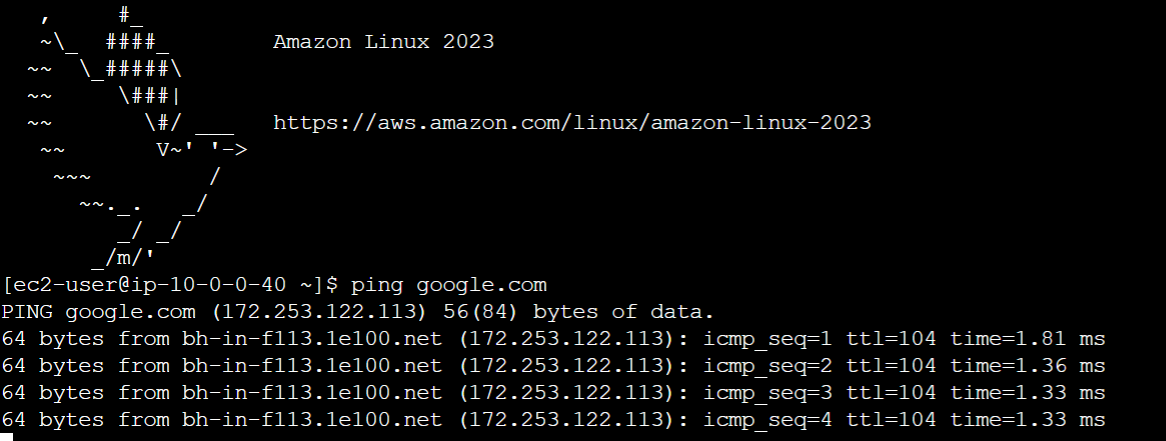 ,     #_
   ~\_  ####_        Amazon Linux 2023
  ~~  \_#####\
  ~~     \###|
  ~~       \#/ ___   https://aws.amazon.com/linux/amazon-linux-2023
   ~~       V~' '->
    ~~~         /
      ~~._.   _/
         _/ _/
       _/m/'
[ec2-user@ip-10-0-0-40 ~]$ ping google.com
PING google.com (172.253.122.113) 56(84) bytes of data.
64 bytes from bh-in-f113.1e100.net (172.253.122.113): icmp_seq=1 ttl=104 time=1.81 ms
64 bytes from bh-in-f113.1e100.net (172.253.122.113): icmp_seq=2 ttl=104 time=1.36 ms
64 bytes from bh-in-f113.1e100.net (172.253.122.113): icmp_seq=3 ttl=104 time=1.33 ms
64 bytes from bh-in-f113.1e100.net (172.253.122.113): icmp_seq=4 ttl=104 time=1.33 ms